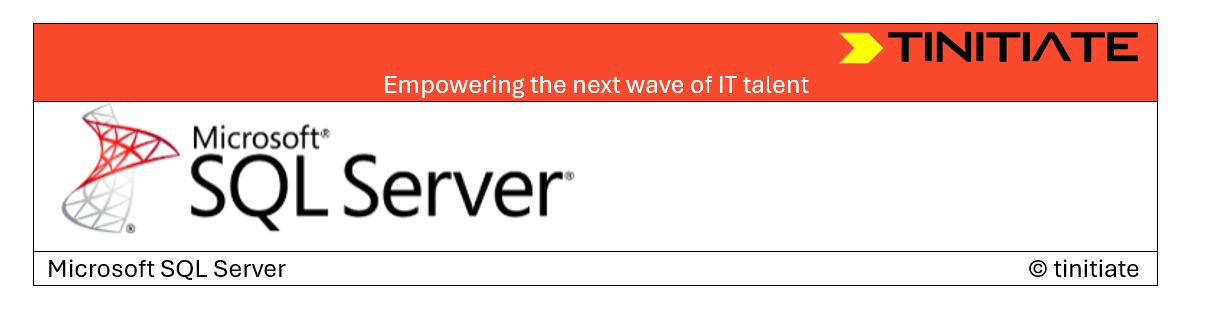 TINITIATE
Empowering the next wave of IT talent
Microsoft®
SQL Server®
®
Microsoft SQL Server
© tinitiate